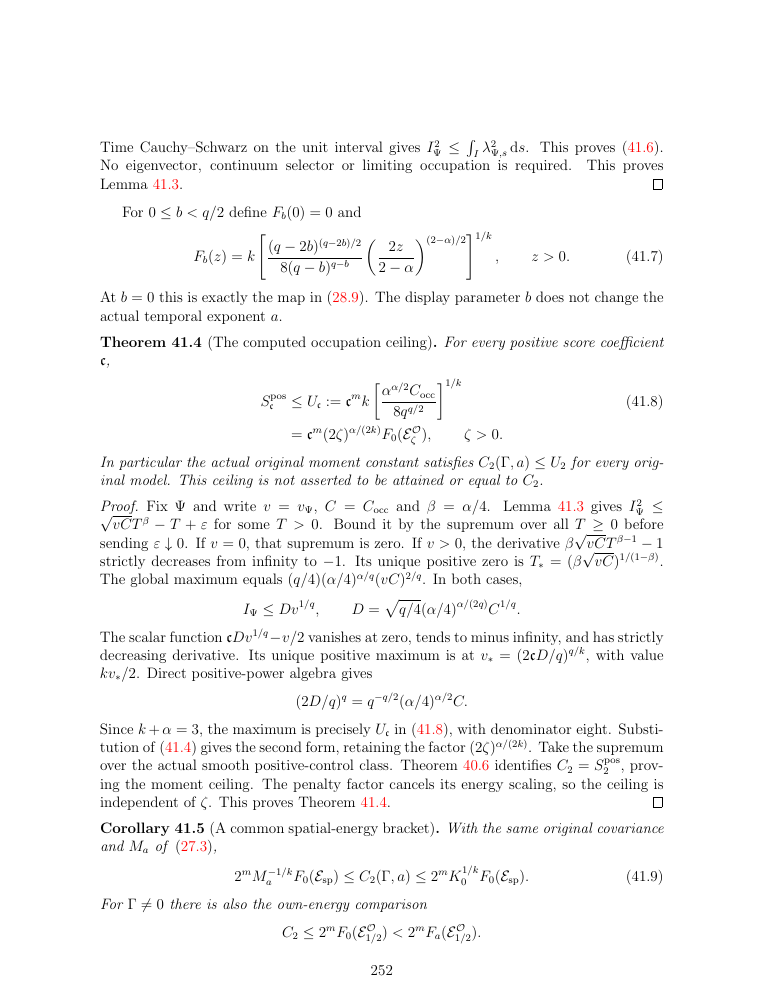 Time Cauchy–Schwarz on the unit interval gives I_Ψ^2 ≤ ∫_I λ_{Ψ,s}^2 ds. This proves (41.6).
No eigenvector, continuum selector or limiting occupation is required. This proves
Lemma 41.3. □
For 0 ≤ b < q/2 define F_b(0) = 0 and
F_b(z) = k [ (q − 2b)^{(q−2b)/2} / 8(q − b)^{q−b} ( 2z / 2 − α )^{(2−α)/2} ]^{1/k}, z > 0. (41.7)
At b = 0 this is exactly the map in (28.9). The display parameter b does not change the
actual temporal exponent a.
Theorem 41.4 (The computed occupation ceiling). For every positive score coefficient
𝔠,
S_𝔠^{pos} ≤ U_𝔠 := 𝔠^m k [ α^{α/2} C_{occ} / 8q^{q/2} ]^{1/k} (41.8)
= 𝔠^m (2ζ)^{α/(2k)} F_0(ℰ_ζ^𝒪), ζ > 0.
In particular the actual original moment constant satisfies C_2(Γ, a) ≤ U_2 for every orig-
inal model. This ceiling is not asserted to be attained or equal to C_2.
Proof. Fix Ψ and write v = v_Ψ, C = C_{occ} and β = α/4. Lemma 41.3 gives I_Ψ^2 ≤
√(vC) T^β − T + ε for some T > 0. Bound it by the supremum over all T ≥ 0 before
sending ε ↓ 0. If v = 0, that supremum is zero. If v > 0, the derivative β√(vC) T^{β−1} − 1
strictly decreases from infinity to −1. Its unique positive zero is T_* = (β√(vC))^{1/(1−β)}.
The global maximum equals (q/4)(α/4)^{α/q}(vC)^{2/q}. In both cases,
I_Ψ ≤ Dv^{1/q}, D = √(q/4) (α/4)^{α/(2q)} C^{1/q}.
The scalar function 𝔠Dv^{1/q} − v/2 vanishes at zero, tends to minus infinity, and has strictly
decreasing derivative. Its unique positive maximum is at v_* = (2𝔠D/q)^{q/k}, with value
kv_*/2. Direct positive-power algebra gives
(2D/q)^q = q^{−q/2}(α/4)^{α/2} C.
Since k + α = 3, the maximum is precisely U_𝔠 in (41.8), with denominator eight. Substi-
tution of (41.4) gives the second form, retaining the factor (2ζ)^{α/(2k)}. Take the supremum
over the actual smooth positive-control class. Theorem 40.6 identifies C_2 = S_2^{pos}, prov-
ing the moment ceiling. The penalty factor cancels its energy scaling, so the ceiling is
independent of ζ. This proves Theorem 41.4. □
Corollary 41.5 (A common spatial-energy bracket). With the same original covariance
and M_a of (27.3),
2^m M_a^{−1/k} F_0(ℰ_{sp}) ≤ C_2(Γ, a) ≤ 2^m K_0^{1/k} F_0(ℰ_{sp}). (41.9)
For Γ ≠ 0 there is also the own-energy comparison
C_2 ≤ 2^m F_0(ℰ_{1/2}^𝒪) < 2^m F_a(ℰ_{1/2}^𝒪).
252